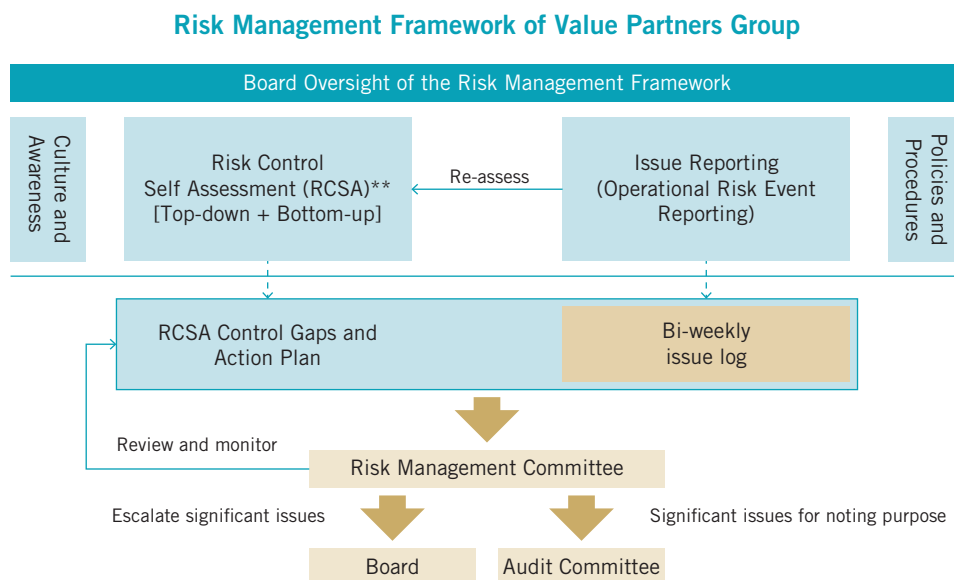 Risk Management Framework of Value Partners Group
Board Oversight of the Risk Management Framework
Culture and
Awareness
Risk Control
Self Assessment (RCSA)**
[Top-down + Bottom-up]
Re-assess
Issue Reporting
(Operational Risk Event
Reporting)
Policies and
Procedures
RCSA Control Gaps and
Action Plan
Bi-weekly
issue log
Review and monitor
Risk Management Committee
Escalate significant issues
Significant issues for noting purpose
Board
Audit Committee